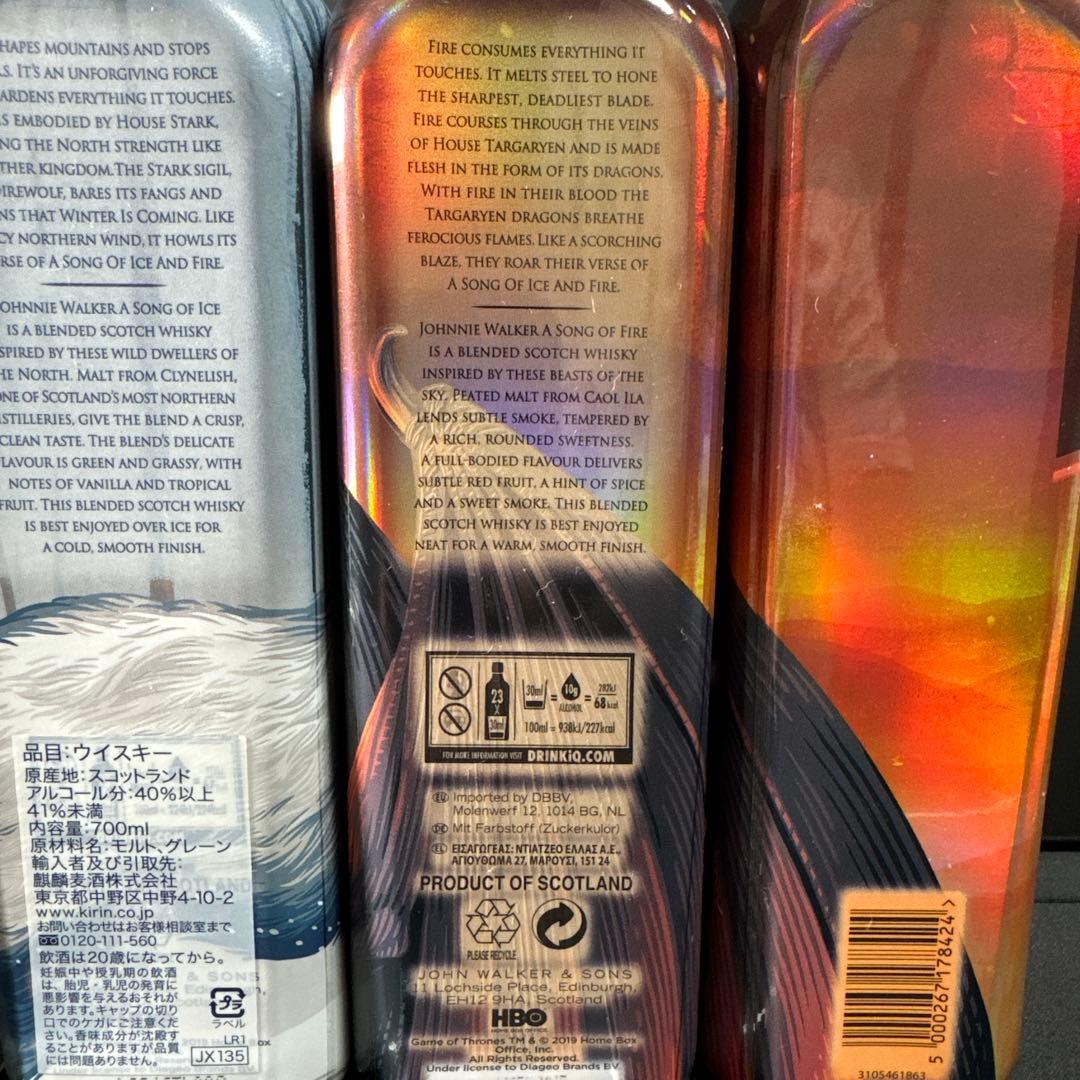 HAPES MOUNTAINS AND STOPS
S. IT'S AN UNFORGIVING FORCE
ARDENS EVERYTHING IT TOUCHES.
S EMBODIED BY HOUSE STARK,
NG THE NORTH STRENGTH LIKE
THER KINGDOM. THE STARK SIGIL,
IREWOLF, BARES ITS FANGS AND
NS THAT WINTER IS COMING. LIKE
CY NORTHERN WIND, IT HOWLS ITS
RSE OF A SONG OF ICE AND FIRE.
OHNNIE WALKER A SONG OF ICE
IS A BLENDED SCOTCH WHISKY
SPIRED BY THESE WILD DWELLERS OF
HE NORTH. MALT FROM CLYNELISH,
ONE OF SCOTLAND'S MOST NORTHERN
ISTILLERIES, GIVE THE BLEND A CRISP,
CLEAN TASTE. THE BLEND'S DELICATE
LAVOUR IS GREEN AND GRASSY, WITH
NOTES OF VANILLA AND TROPICAL
FRUIT. THIS BLENDED SCOTCH WHISKY
IS BEST ENJOYED OVER ICE FOR
A COLD, SMOOTH FINISH.
品目:ウイスキー
原産地:スコットランド
アルコール分:40%以上
41%未満
内容量:700ml
原材料名:モルト、グレーン
輸入者及び引取先:
麒麟麦酒株式会社
東京都中野区中野4-10-2
www.kirin.co.jp
お問い合わせはお客様相談室まで
0120-111-560
飲酒は20歳になってから。
妊娠中や授乳期の飲酒
は、胎児・乳児の発育に
悪影響を与えるおそれが
あります。キャップの切り
口でのケガにご注意くだ
さい。香味成分が沈殿す
ることがありますが品質
には問題ありません。
プラ
ラベル
LR1
JX135
FIRE CONSUMES EVERYTHING IT
TOUCHES. IT MELTS STEEL TO HONE
THE SHARPEST, DEADLIEST BLADE.
FIRE COURSES THROUGH THE VEINS
OF HOUSE TARGARYEN AND IS MADE
FLESH IN THE FORM OF ITS DRAGONS.
WITH FIRE IN THEIR BLOOD THE
TARGARYEN DRAGONS BREATHE
FEROCIOUS FLAMES. LIKE A SCORCHING
BLAZE, THEY ROAR THEIR VERSE OF
A SONG OF ICE AND FIRE.
JOHNNIE WALKER A SONG OF FIRE
IS A BLENDED SCOTCH WHISKY
INSPIRED BY THESE BEASTS OF THE
SKY. PEATED MALT FROM CAOL ILA
LENDS SUBTLE SMOKE, TEMPERED BY
A RICH, ROUNDED SWEETNESS.
A FULL-BODIED FLAVOUR DELIVERS
SUBTLE RED FRUIT, A HINT OF SPICE
AND A SWEET SMOKE. THIS BLENDED
SCOTCH WHISKY IS BEST ENJOYED
NEAT FOR A WARM, SMOOTH FINISH.
23 x 30ml
30ml = 10g ALCOHOL = 282kJ 68kcal
100ml = 938kJ/227kcal
FOR MORE INFORMATION VISIT DRINKiQ.COM
EU Imported by DBBV,
Molenwerf 12, 1014 BG, NL
DE Mit Farbstoff (Zuckerkulör)
EL ΕΙΣΑΓΩΓΕΑΣ: ΝΤΙΑΤΖΕΟ ΕΛΛΑΣ Α.Ε.,
ΑΓΙΟΥ ΘΩΜΑ 27, ΜΑΡΟΥΣΙ, 151 24
PRODUCT OF SCOTLAND
PLEASE RECYCLE
JOHN WALKER & SONS
11 Lochside Place, Edinburgh,
EH12 9HA, Scotland
HBO
HOME BOX OFFICE
Game of Thrones TM & © 2019 Home Box
Office, Inc.
All Rights Reserved.
Under license to Diageo Brands BV.
5 000267 178424 >
3105461863